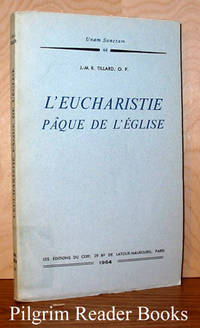 Unam Sanctam
44
J.-M. R. TILLARD, O. P.
L'EUCHARISTIE
PÂQUE DE L'ÉGLISE
LES ÉDITIONS DU CERF, 29 Bᵈ DE LATOUR-MAUBOURG, PARIS
1964
Pilgrim Reader Books